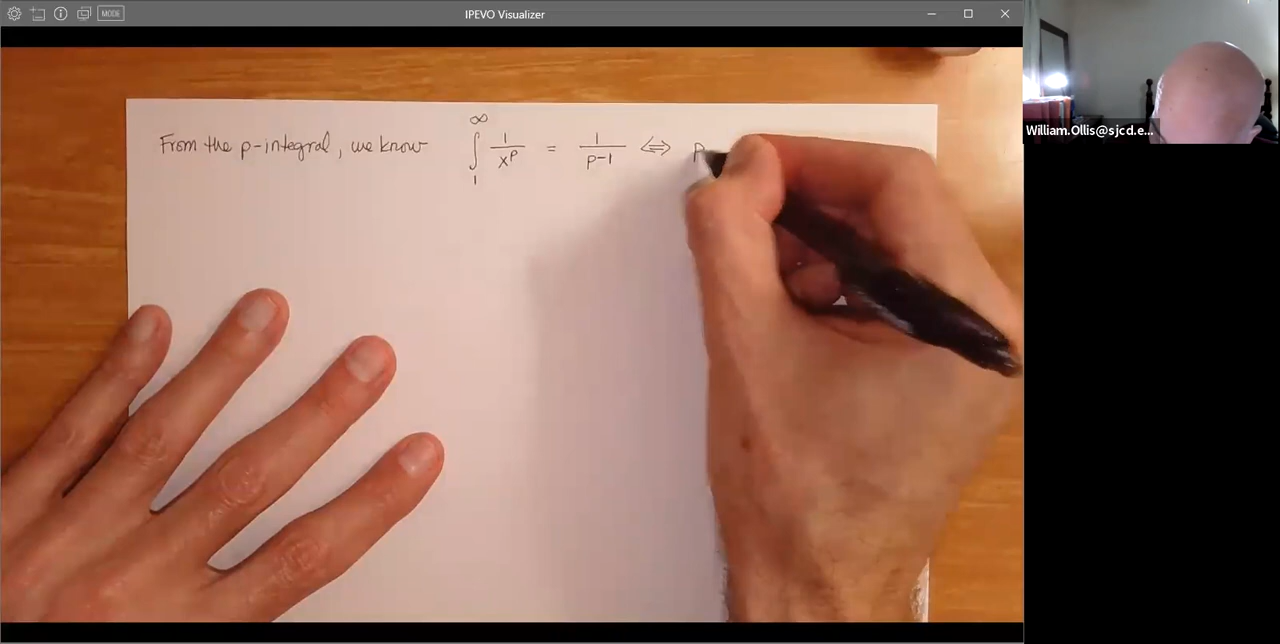 IPEVO Visualizer
MODE
William.Ollis@sjcd.e...
From the p-integral, we know ∫₁^∞ 1/x^p = 1/(p-1) ⇔ p